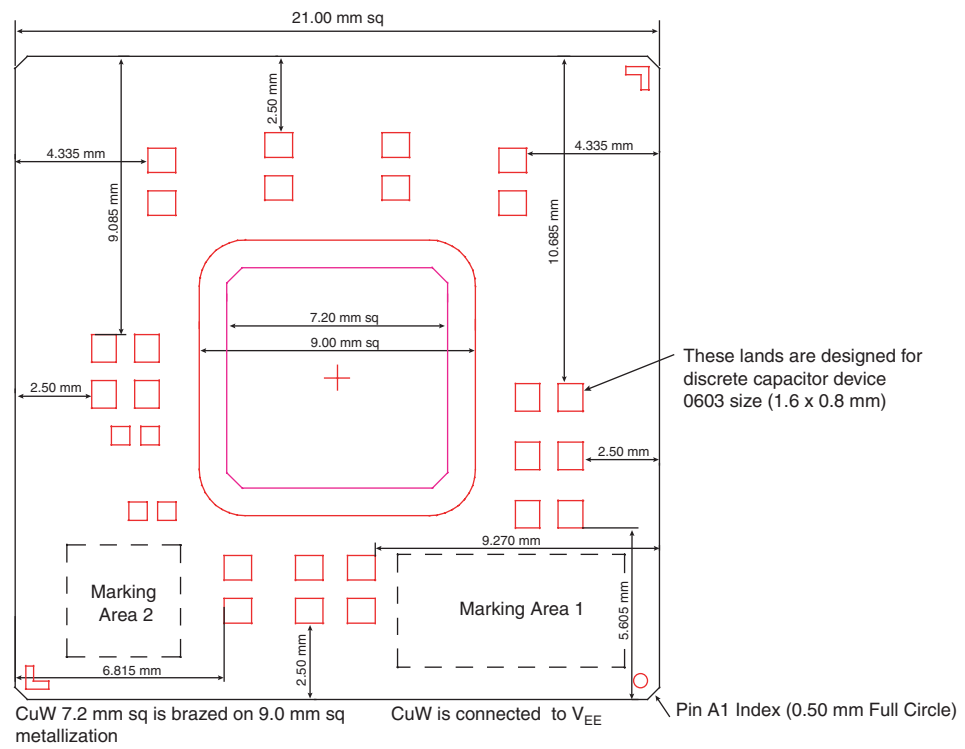 21.00 mm sq
2.50 mm
4.335 mm
4.335 mm
9.085 mm
10.685 mm
7.20 mm sq
9.00 mm sq
These lands are designed for
discrete capacitor device
0603 size (1.6 x 0.8 mm)
2.50 mm
2.50 mm
9.270 mm
Marking
Area 2
Marking Area 1
5.605 mm
2.50 mm
6.815 mm
CuW 7.2 mm sq is brazed on 9.0 mm sq
metallization
CuW is connected to VEE
Pin A1 Index (0.50 mm Full Circle)